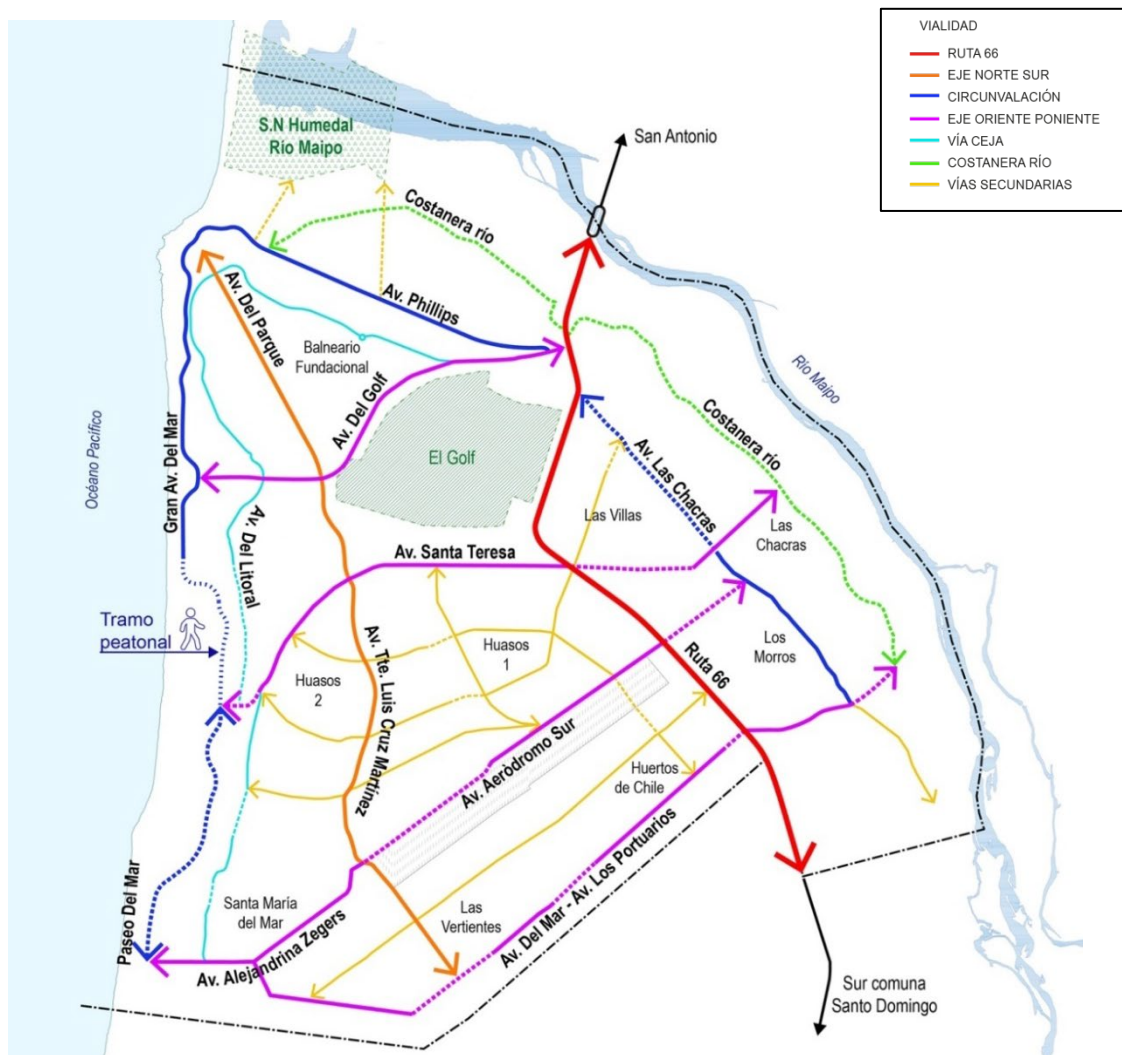 VIALIDAD
RUTA 66
EJE NORTE SUR
CIRCUNVALACIÓN
EJE ORIENTE PONIENTE
VÍA CEJA
COSTANERA RÍO
VÍAS SECUNDARIAS
S.N Humedal
Río Maipo
San Antonio
Costanera río
Av. Phillips
Av. Del Parque
Balneario
Fundacional
Av. Del Golf
El Golf
Río Maipo
Océano Pacífico
Gran Av. Del Mar
Av. Del Litoral
Costanera río
Av. Las Chacras
Las Villas
Las
Chacras
Av. Santa Teresa
Tramo
peatonal
Huasos
1
Huasos
2
Av. Tte. Luis Cruz Martínez
Ruta 66
Los
Morros
Av. Aeródromo Sur
Huertos
de Chile
Av. Del Mar - Av. Los Portuarios
Paseo Del Mar
Santa María
del Mar
Las
Vertientes
Av. Alejandrina Zegers
Sur comuna
Santo Domingo